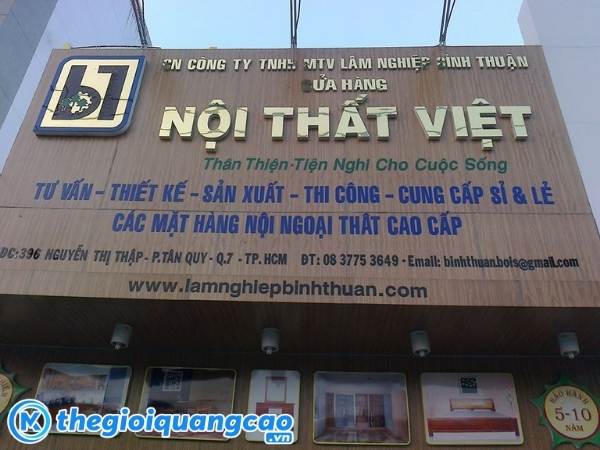 b1
CN CÔNG TY TNHH MTV LÂM NGHIỆP BÌNH THUẬN
CỬA HÀNG
NỘI THẤT VIỆT
Thân Thiện-Tiện Nghi Cho Cuộc Sống
TƯ VẤN - THIẾT KẾ - SẢN XUẤT - THI CÔNG - CUNG CẤP SỈ & LẺ
CÁC MẶT HÀNG NỘI NGOẠI THẤT CAO CẤP
ĐC:396 NGUYỄN THỊ THẬP - P.TÂN QUY - Q.7 - TP.HCM ĐT: 08 3775 3649 - Email: binhthuan.bois@gmail.com
www.lamnghiepbinhthuan.com
BẢO HÀNH
5-10
NĂM
thegioiquangcao.vn